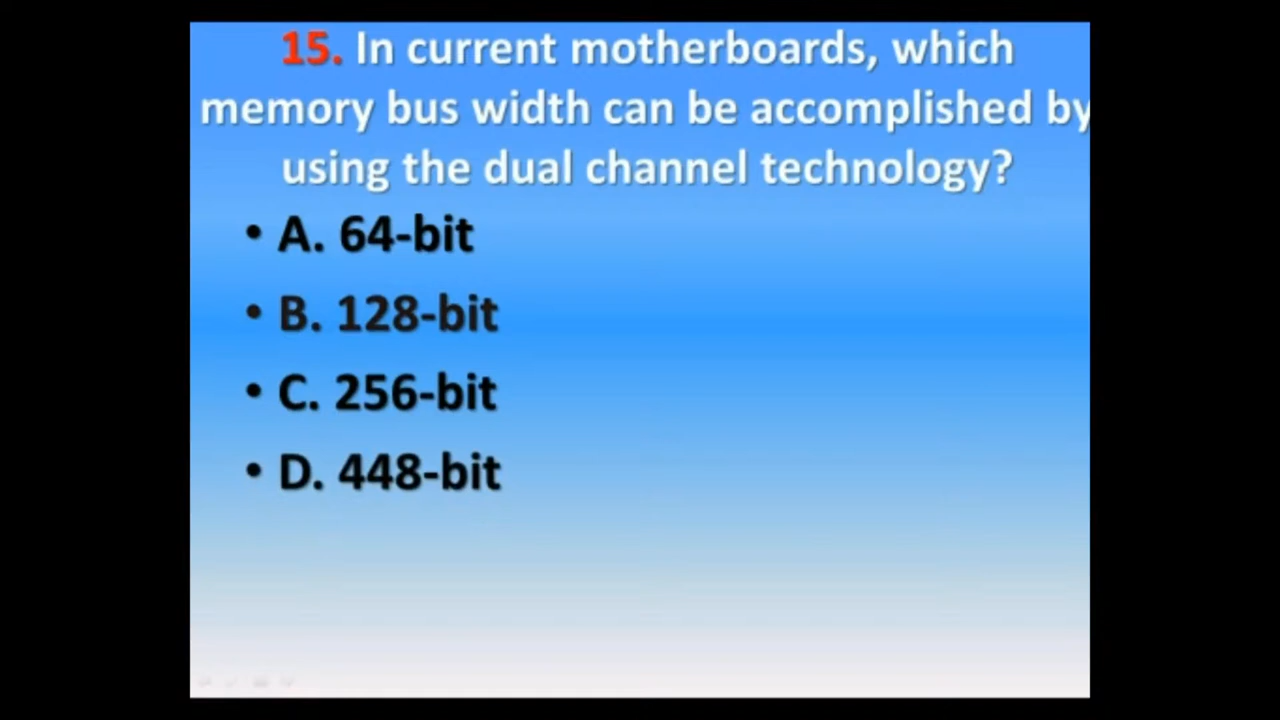 15. In current motherboards, which
memory bus width can be accomplished by
using the dual channel technology?
• A. 64-bit
• B. 128-bit
• C. 256-bit
• D. 448-bit